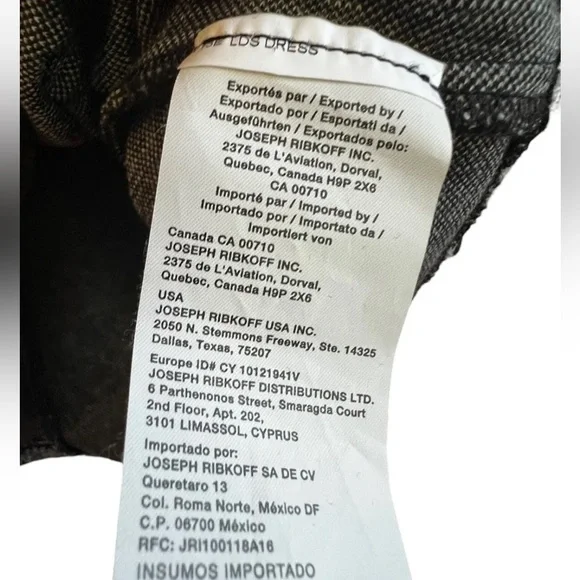 LDS DRESS
Exportés par / Exported by /
Exportado por / Esportati da /
Ausgeführten / Exportados pelo:
JOSEPH RIBKOFF INC.
2375 de L'Aviation, Dorval,
Quebec, Canada H9P 2X6
CA 00710
Importé par / Imported by /
Importado por / Importato da /
Importiert von
Canada CA 00710
JOSEPH RIBKOFF INC.
2375 de L'Aviation, Dorval,
Quebec, Canada H9P 2X6
USA
JOSEPH RIBKOFF USA INC.
2050 N. Stemmons Freeway, Ste. 14325
Dallas, Texas, 75207
Europe ID# CY 10121941V
JOSEPH RIBKOFF DISTRIBUTIONS LTD.
6 Parthenonos Street, Smaragda Court
2nd Floor, Apt. 202,
3101 LIMASSOL, CYPRUS
Importado por:
JOSEPH RIBKOFF SA DE CV
Queretaro 13
Col. Roma Norte, México DF
C.P. 06700 México
RFC: JRI100118A16
INSUMOS IMPORTADO